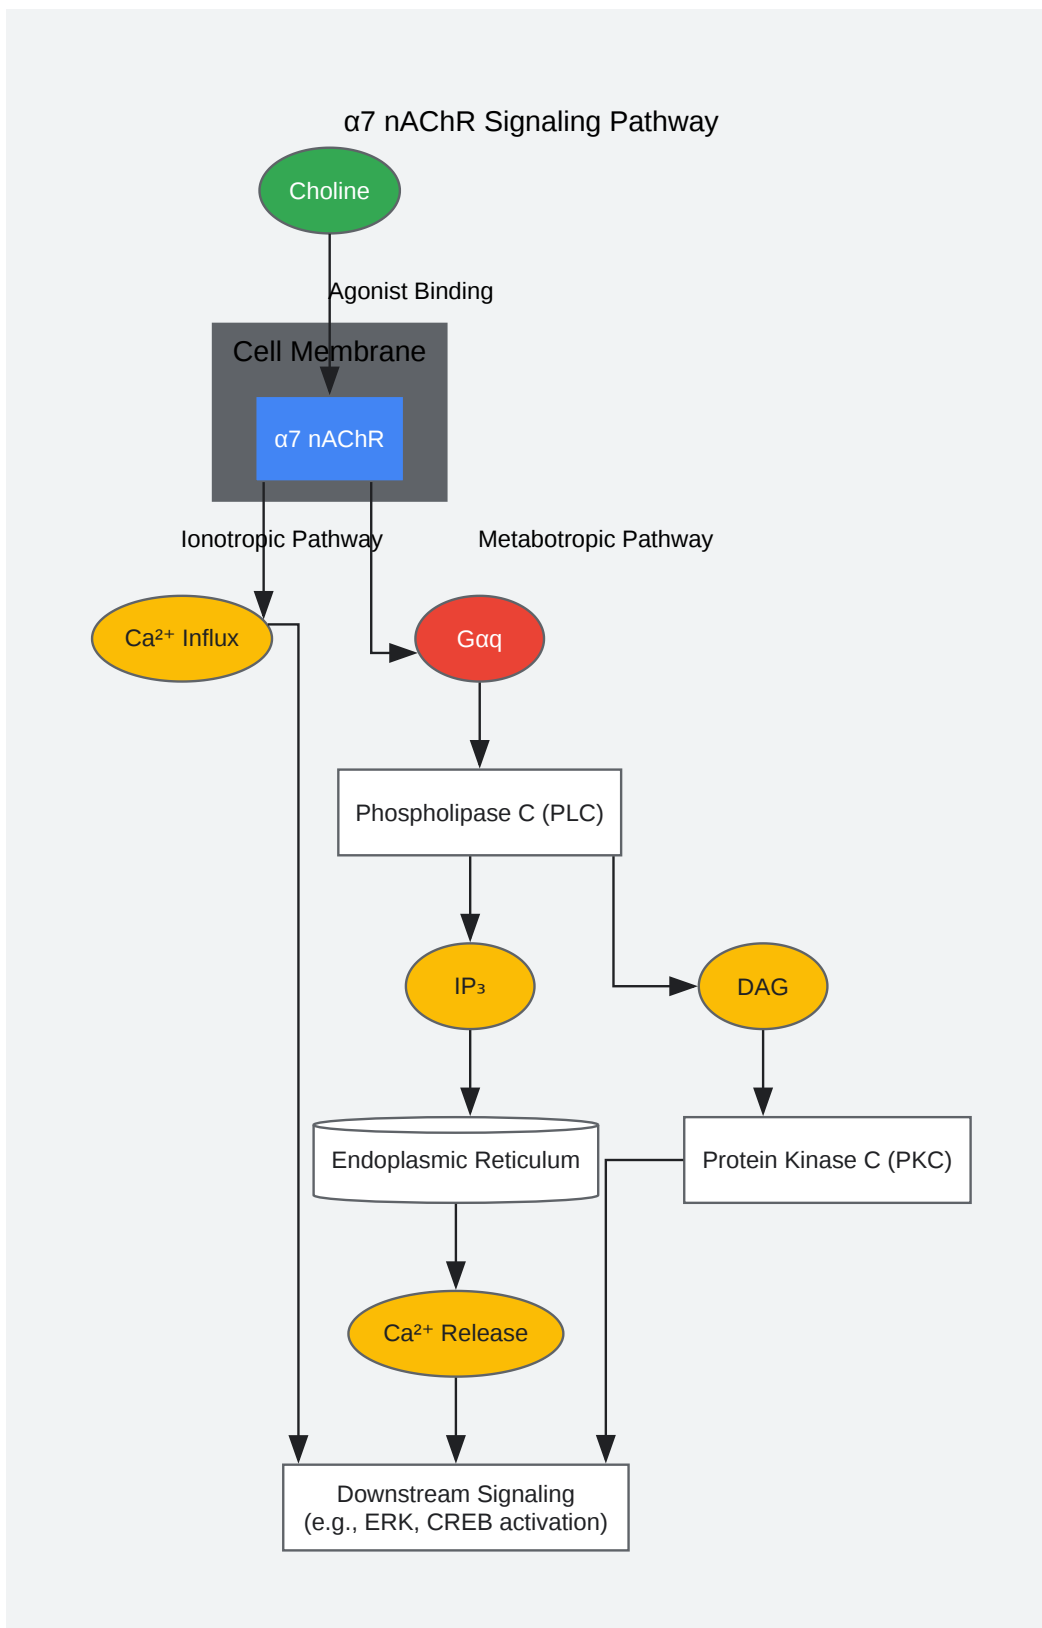 α7 nAChR Signaling Pathway
Choline
Agonist Binding
Cell Membrane
α7 nAChR
Ionotropic Pathway
Metabotropic Pathway
Ca²⁺ Influx
Gαq
Phospholipase C (PLC)
IP₃
DAG
Endoplasmic Reticulum
Protein Kinase C (PKC)
Ca²⁺ Release
Downstream Signaling
(e.g., ERK, CREB activation)